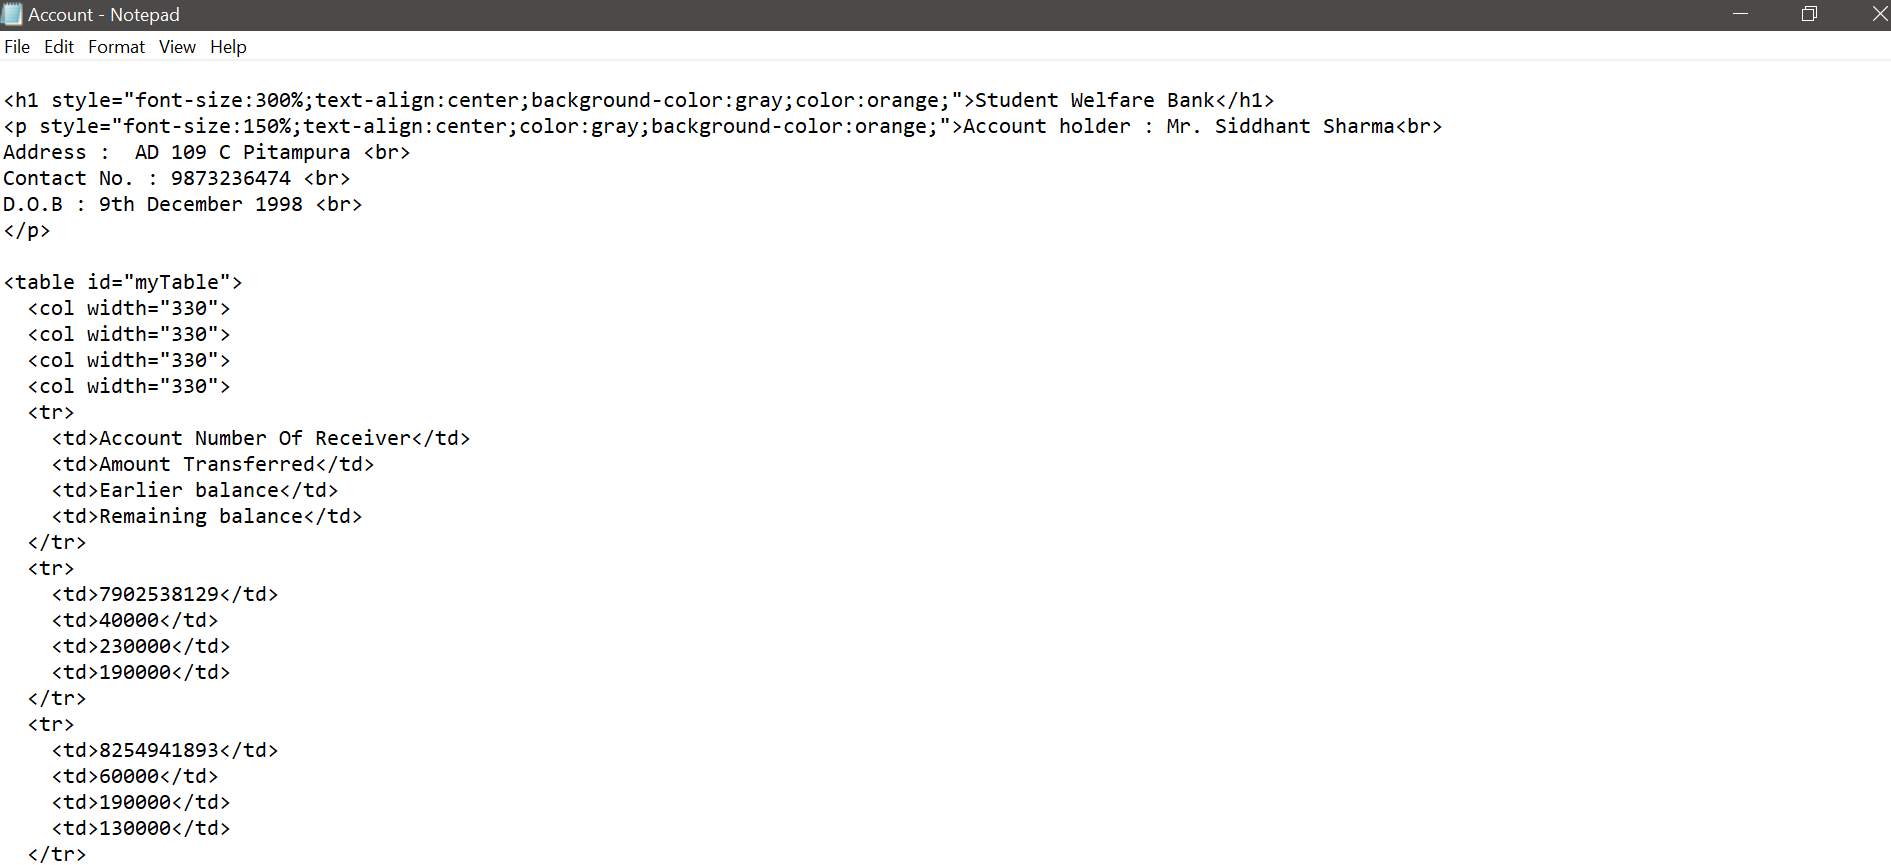 Account - Notepad
File Edit Format View Help
<h1 style="font-size:300%;text-align:center;background-color:gray;color:orange;">Student Welfare Bank</h1>
<p style="font-size:150%;text-align:center;color:gray;background-color:orange;">Account holder : Mr. Siddhant Sharma<br>
Address :  AD 109 C Pitampura <br>
Contact No. : 9873236474 <br>
D.O.B : 9th December 1998 <br>
</p>
<table id="myTable">
  <col width="330">
  <col width="330">
  <col width="330">
  <col width="330">
  <tr>
    <td>Account Number Of Receiver</td>
    <td>Amount Transferred</td>
    <td>Earlier balance</td>
    <td>Remaining balance</td>
  </tr>
  <tr>
    <td>7902538129</td>
    <td>40000</td>
    <td>230000</td>
    <td>190000</td>
  </tr>
  <tr>
    <td>8254941893</td>
    <td>60000</td>
    <td>190000</td>
    <td>130000</td>
  </tr>